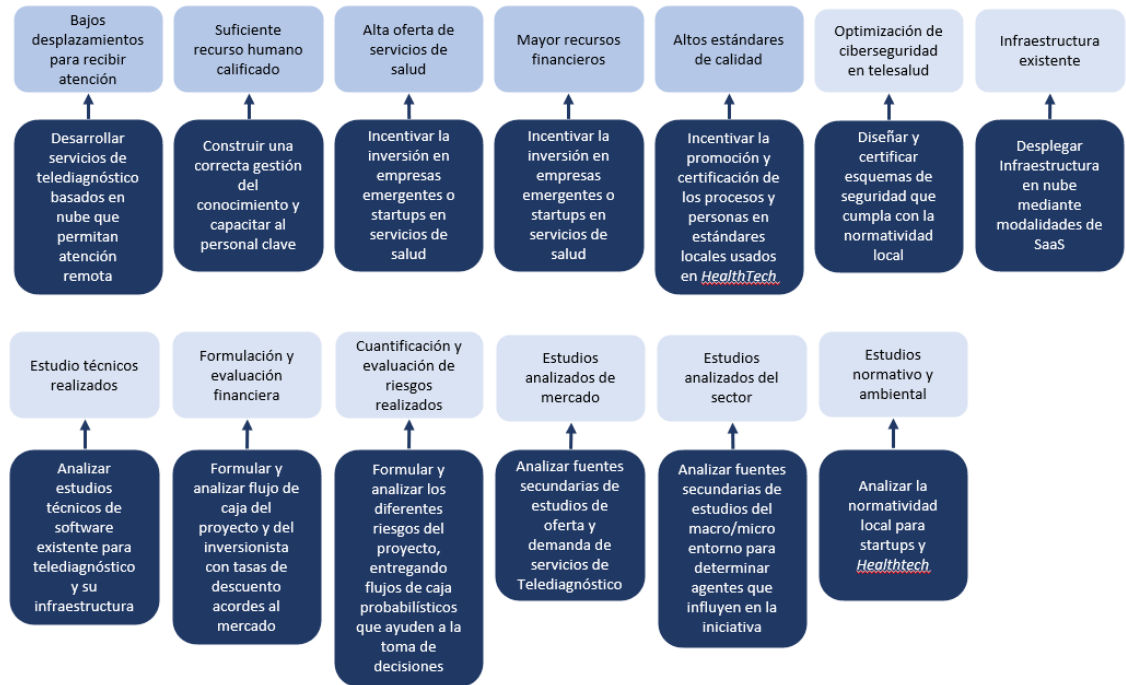 Bajos
desplazamientos
para recibir
atención
Suficiente
recurso humano
calificado
Alta oferta de
servicios de
salud
Mayor recursos
financieros
Altos estándares
de calidad
Optimización de
ciberseguridad
en telesalud
Infraestructura
existente
Desarrollar
servicios de
telediagnóstico
basados en
nube que
permitan
atención
remota
Construir una
correcta gestión
del
conocimiento y
capacitar al
personal clave
Incentivar la
inversión en
empresas
emergentes o
startups en
servicios de
salud
Incentivar la
inversión en
empresas
emergentes o
startups en
servicios de
salud
Incentivar la
promoción y
certificación de
los procesos y
personas en
estándares
locales usados
en HealthTech
Diseñar y
certificar
esquemas de
seguridad que
cumpla con la
normatividad
local
Desplegar
Infraestructura
en nube
mediante
modalidades de
SaaS
Estudio técnicos
realizados
Formulación y
evaluación
financiera
Cuantificación y
evaluación de
riesgos
realizados
Estudios
analizados de
mercado
Estudios
analizados del
sector
Estudios
normativo y
ambiental
Analizar
estudios
técnicos de
software
existente para
telediagnóstico
y su
infraestructura
Formular y
analizar flujo de
caja del
proyecto y del
inversionista
con tasas de
descuento
acordes al
mercado
Formular y
analizar los
diferentes
riesgos del
proyecto,
entregando
flujos de caja
probabilísticos
que ayuden a la
toma de
decisiones
Analizar fuentes
secundarias de
estudios de
oferta y
demanda de
servicios de
Telediagnóstico
Analizar fuentes
secundarias de
estudios del
macro/micro
entorno para
determinar
agentes que
influyen en la
iniciativa
Analizar la
normatividad
local para
startups y
Healthtech